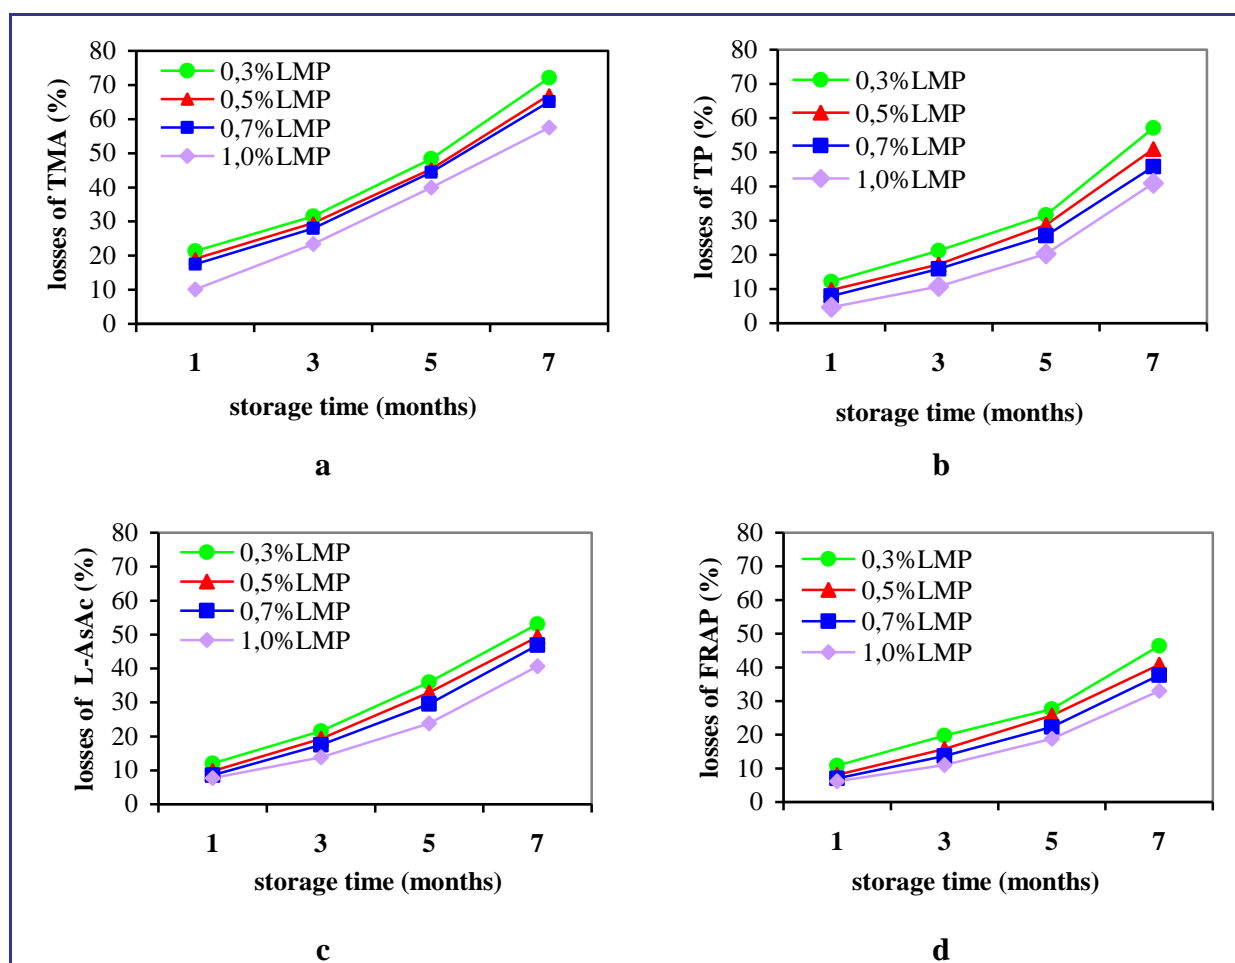 losses of TMA (%)
80
70
60
50
40
30
20
10
0
0,3%LMP
0,5%LMP
0,7%LMP
1,0%LMP
1 3 5 7
storage time (months)
a
losses of TP (%)
80
70
60
50
40
30
20
10
0
0,3%LMP
0,5%LMP
0,7%LMP
1,0%LMP
1 3 5 7
storage time (months)
b
losses of L-AsAc (%)
80
70
60
50
40
30
20
10
0
0,3%LMP
0,5%LMP
0,7%LMP
1,0%LMP
1 3 5 7
storage time (months)
c
losses of FRAP (%)
80
70
60
50
40
30
20
10
0
0,3%LMP
0,5%LMP
0,7%LMP
1,0%LMP
1 3 5 7
storage time (months)
d